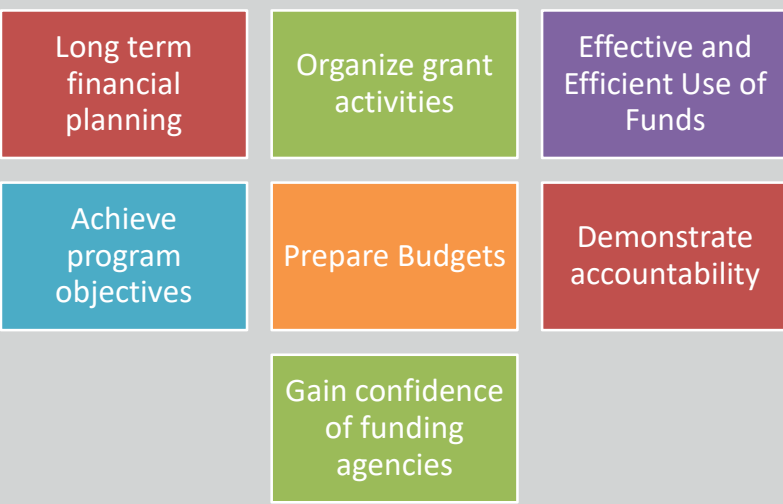 Long term
financial
planning
Organize grant
activities
Effective and
Efficient Use of
Funds
Achieve
program
objectives
Prepare Budgets
Demonstrate
accountability
Gain confidence
of funding
agencies